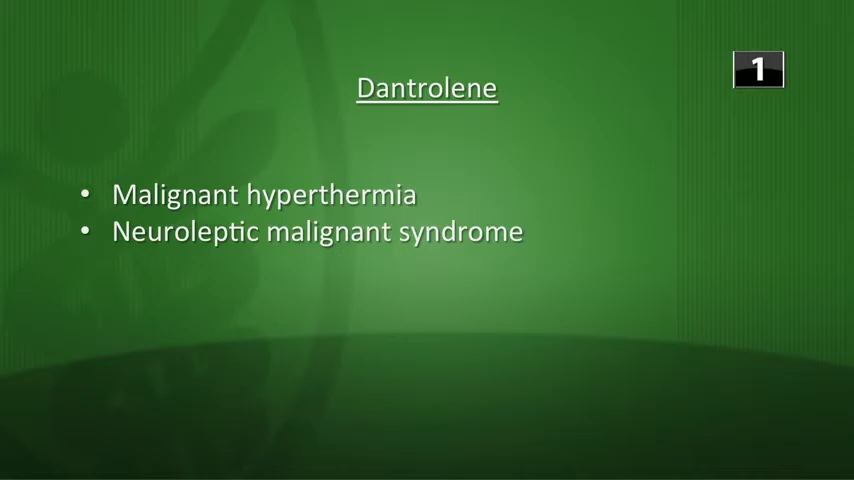 Dantrolene
1
• Malignant hyperthermia
• Neuroleptic malignant syndrome